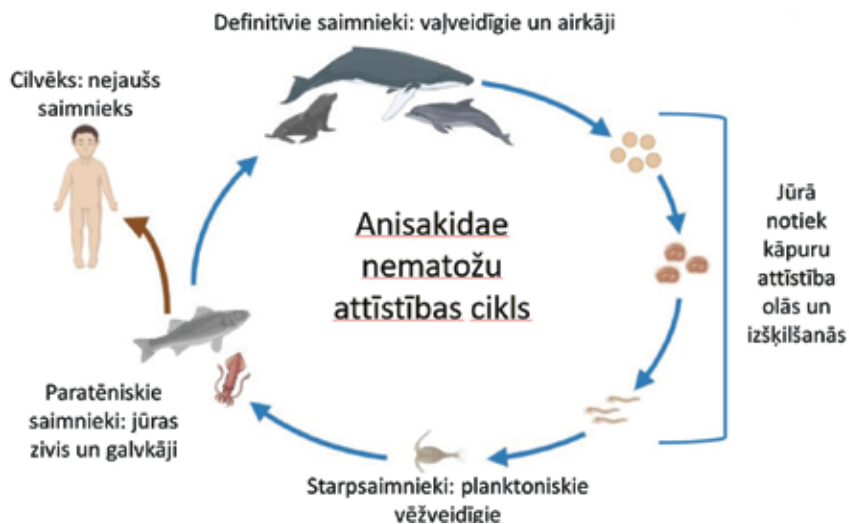 Definitīvie saimnieki: vaļveidīgie un airkāji
Cilvēks: nejaušs
saimnieks
Jūrā
notiek
kāpuru
attīstība
olās un
izšķilšanās
Anisakidae
nematožu
attīstības cikls
Paratēniskie
saimnieki: jūras
zivis un galvkāji
Starpsaimnieki: planktoniskie
vēžveidīgie